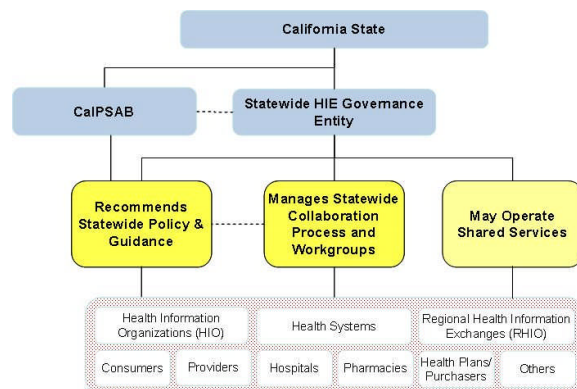 California State
CalPSAB
Statewide HIE Governance
Entity
Recommends
Statewide Policy &
Guidance
Manages Statewide
Collaboration
Process and
Workgroups
May Operate
Shared Services
Health Information
Organizations (HIO)
Health Systems
Regional Health Information
Exchanges (RHIO)
Consumers
Providers
Hospitals
Pharmacies
Health Plans/
Purchasers
Others